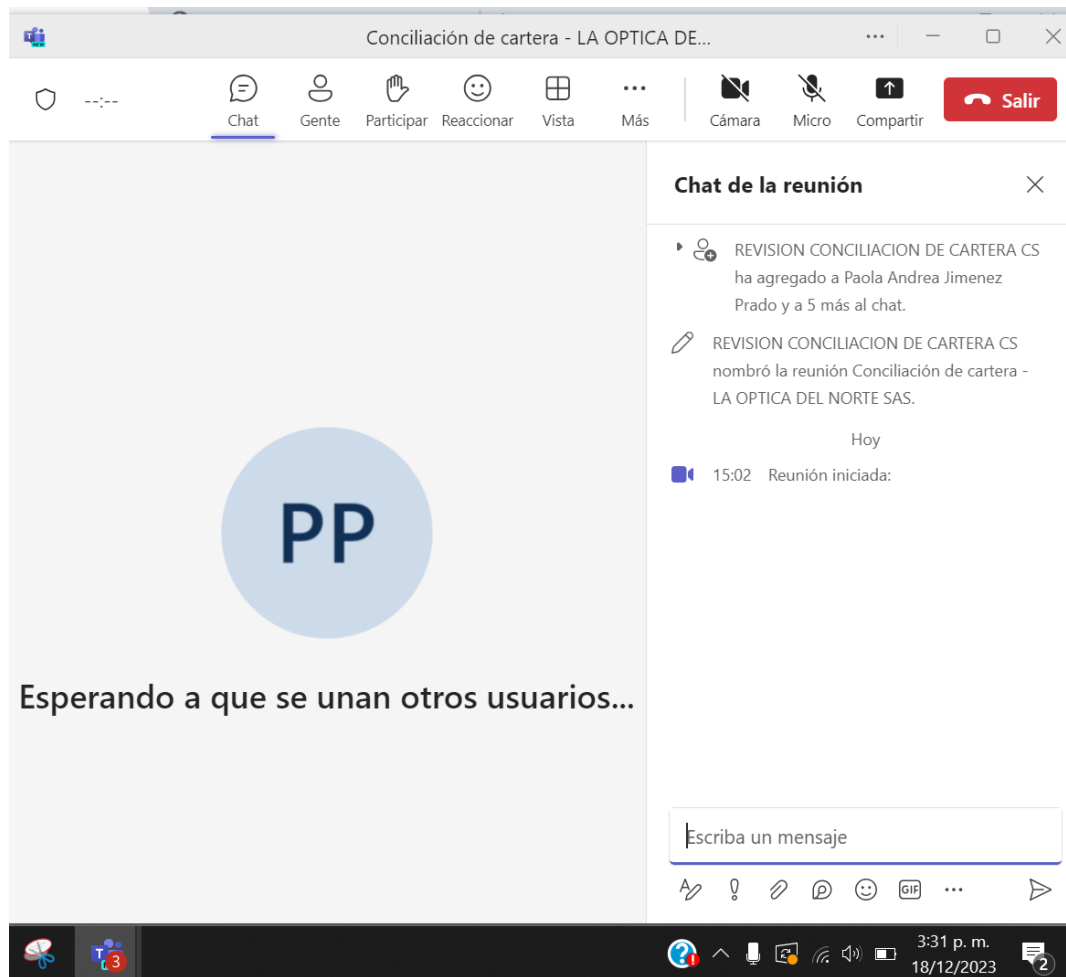 Conciliación de cartera - LA OPTICA DE...
--:--
Chat
Gente
Participar
Reaccionar
Vista
Más
Cámara
Micro
Compartir
Salir
Chat de la reunión
REVISION CONCILIACION DE CARTERA CS
ha agregado a Paola Andrea Jimenez
Prado y a 5 más al chat.
REVISION CONCILIACION DE CARTERA CS
nombró la reunión Conciliación de cartera -
LA OPTICA DEL NORTE SAS.
Hoy
15:02 Reunión iniciada:
PP
Esperando a que se unan otros usuarios...
Escriba un mensaje
GIF
3
3:31 p. m.
18/12/2023
2